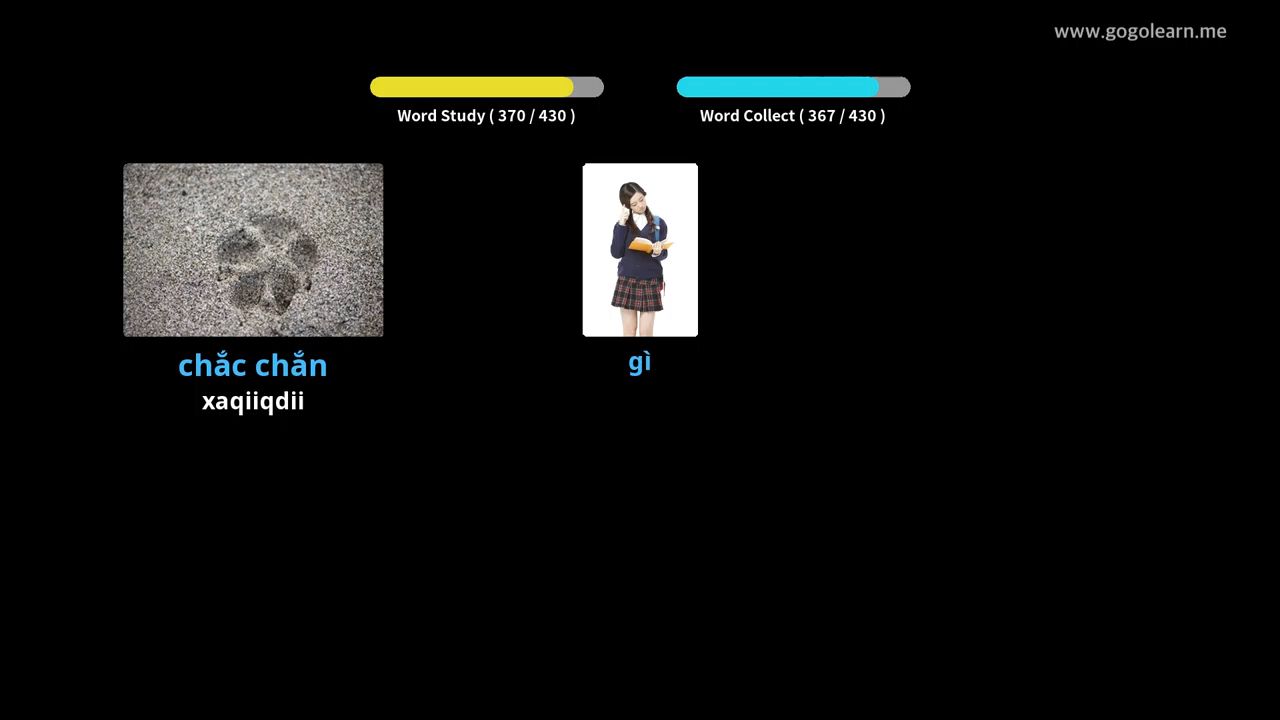 www.gogolearn.me
Word Study ( 370 / 430 )
Word Collect ( 367 / 430 )
chắc chắn
xaqiiqdii
gì